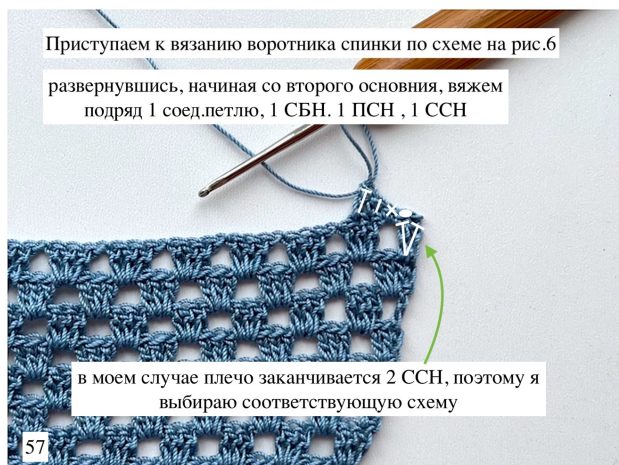 Приступаем к вязанию воротника спинки по схеме на рис.6
развернувшись, начиная со второго основния, вяжем
подряд 1 соед.петлю, 1 СБН. 1 ПСН , 1 ССН
в моем случае плечо заканчивается 2 ССН, поэтому я
выбираю соответствующую схему
57